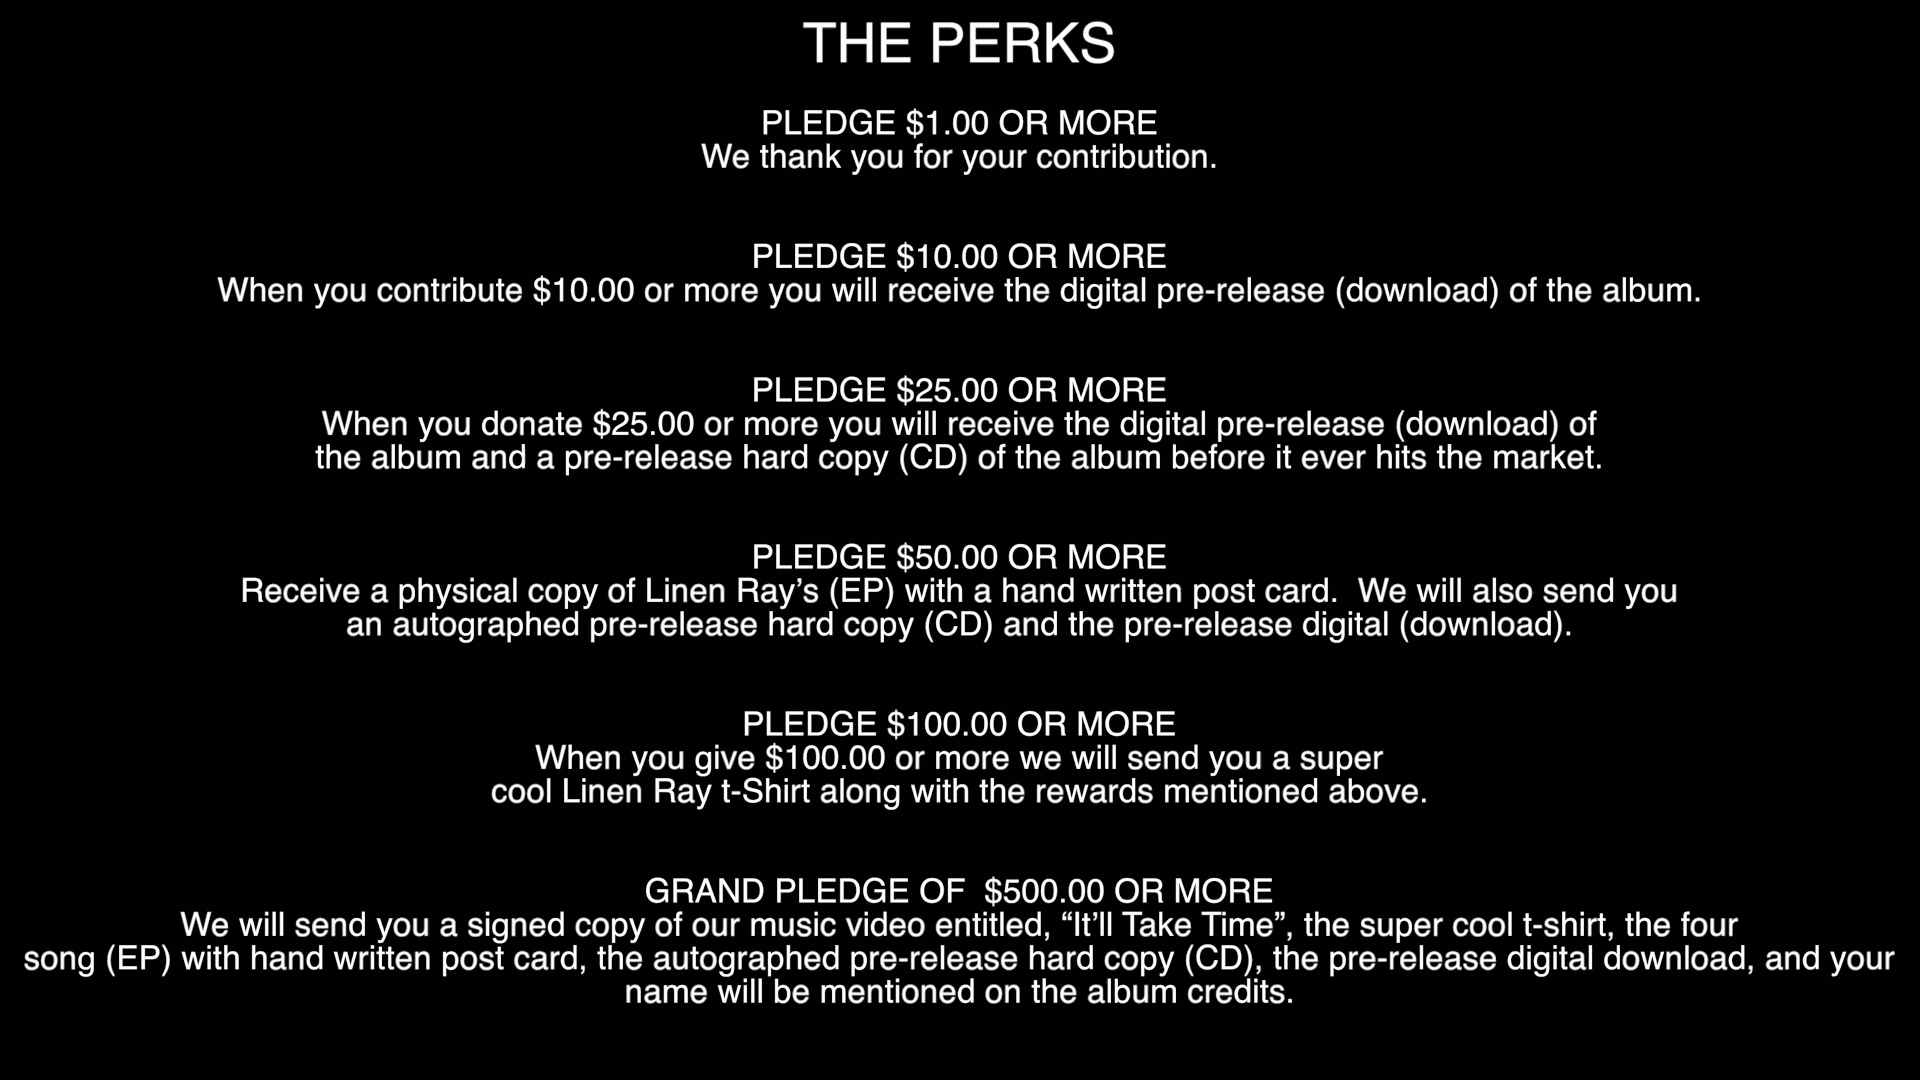 THE PERKS
PLEDGE $1.00 OR MORE
We thank you for your contribution.
PLEDGE $10.00 OR MORE
When you contribute $10.00 or more you will receive the digital pre-release (download) of the album.
PLEDGE $25.00 OR MORE
When you donate $25.00 or more you will receive the digital pre-release (download) of
the album and a pre-release hard copy (CD) of the album before it ever hits the market.
PLEDGE $50.00 OR MORE
Receive a physical copy of Linen Ray’s (EP) with a hand written post card.  We will also send you
an autographed pre-release hard copy (CD) and the pre-release digital (download).
PLEDGE $100.00 OR MORE
When you give $100.00 or more we will send you a super
cool Linen Ray t-Shirt along with the rewards mentioned above.
GRAND PLEDGE OF  $500.00 OR MORE
We will send you a signed copy of our music video entitled, “It’ll Take Time”, the super cool t-shirt, the four
song (EP) with hand written post card, the autographed pre-release hard copy (CD), the pre-release digital download, and your
name will be mentioned on the album credits.